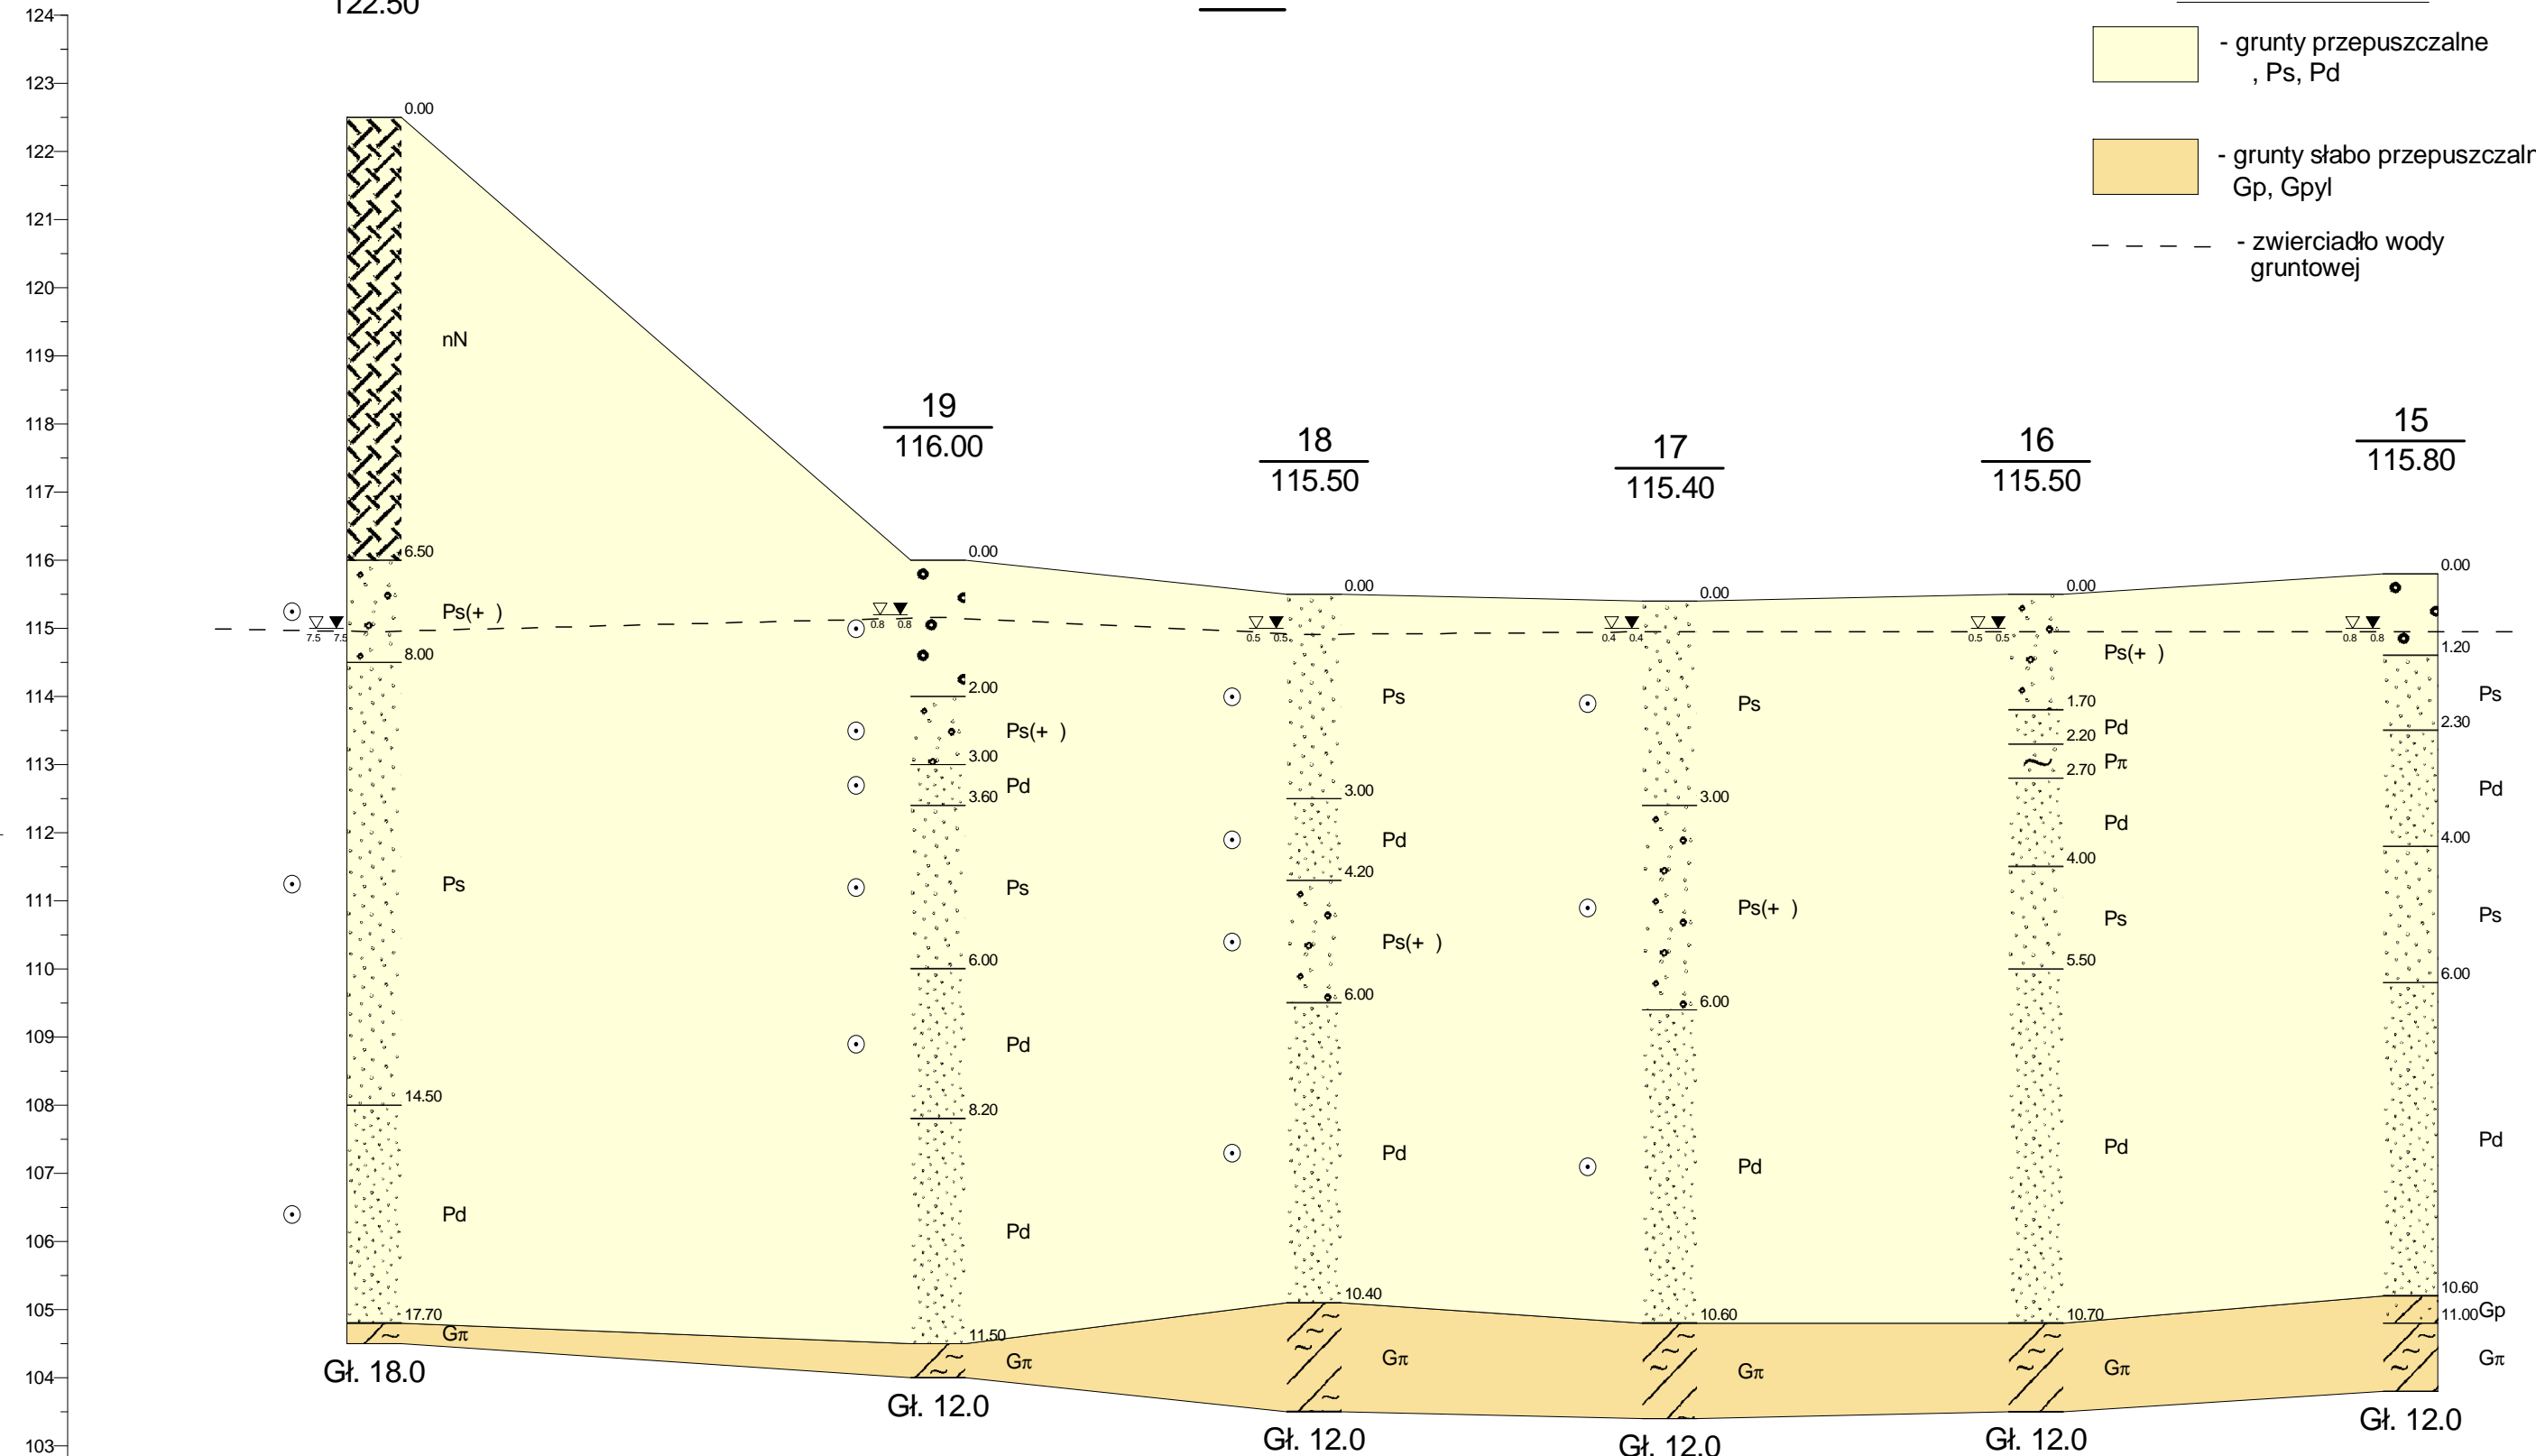 122.50
124
123
122
121
120
119
118
117
116
115
114
113
112
111
110
109
108
107
106
105
104
103
- grunty przepuszczalne
, Ps, Pd
- grunty słabo przepuszczaln
Gp, Gpyl
- zwierciadło wody
gruntowej
0.00
nN
6.50
Ps(+ )
7.5 7.5
8.00
Ps
14.50
Pd
17.70
Gπ
Gł. 18.0
19
116.00
0.00
0.8 0.8
2.00
Ps(+ )
3.00
Pd
3.60
Ps
6.00
Pd
8.20
Pd
11.50
Gπ
Gł. 12.0
18
115.50
0.00
0.5 0.5
Ps
3.00
Pd
4.20
Ps(+ )
6.00
Pd
10.40
Gπ
Gł. 12.0
17
115.40
0.00
0.4 0.4
Ps
3.00
Ps(+ )
6.00
Pd
10.60
Gπ
Gł. 12.0
16
115.50
0.00
0.5 0.5
Ps(+ )
1.70
Pd
2.20
Pπ
2.70
Pd
4.00
Ps
5.50
Pd
10.70
Gπ
Gł. 12.0
15
115.80
0.00
0.8 0.8
1.20
Ps
2.30
Pd
4.00
Ps
6.00
Pd
10.60
Gp
11.00
Gπ
Gł. 12.0